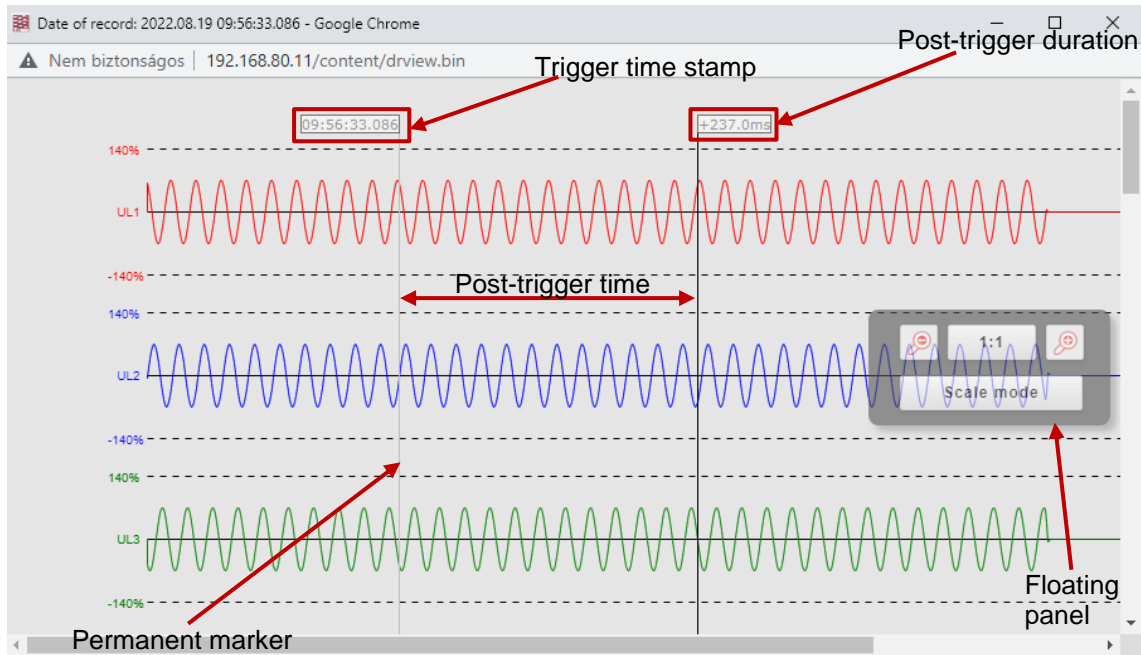 Date of record: 2022.08.19 09:56:33.086 - Google Chrome
Post-trigger duration
Nem biztonságos | 192.168.80.11/content/drview.bin
Trigger time stamp
09:56:33.086
+237.0ms
140%
UL1
-140%
Post-trigger time
140%
1:1
UL2
Scale mode
-140%
140%
UL3
Floating
panel
-140%
Permanent marker